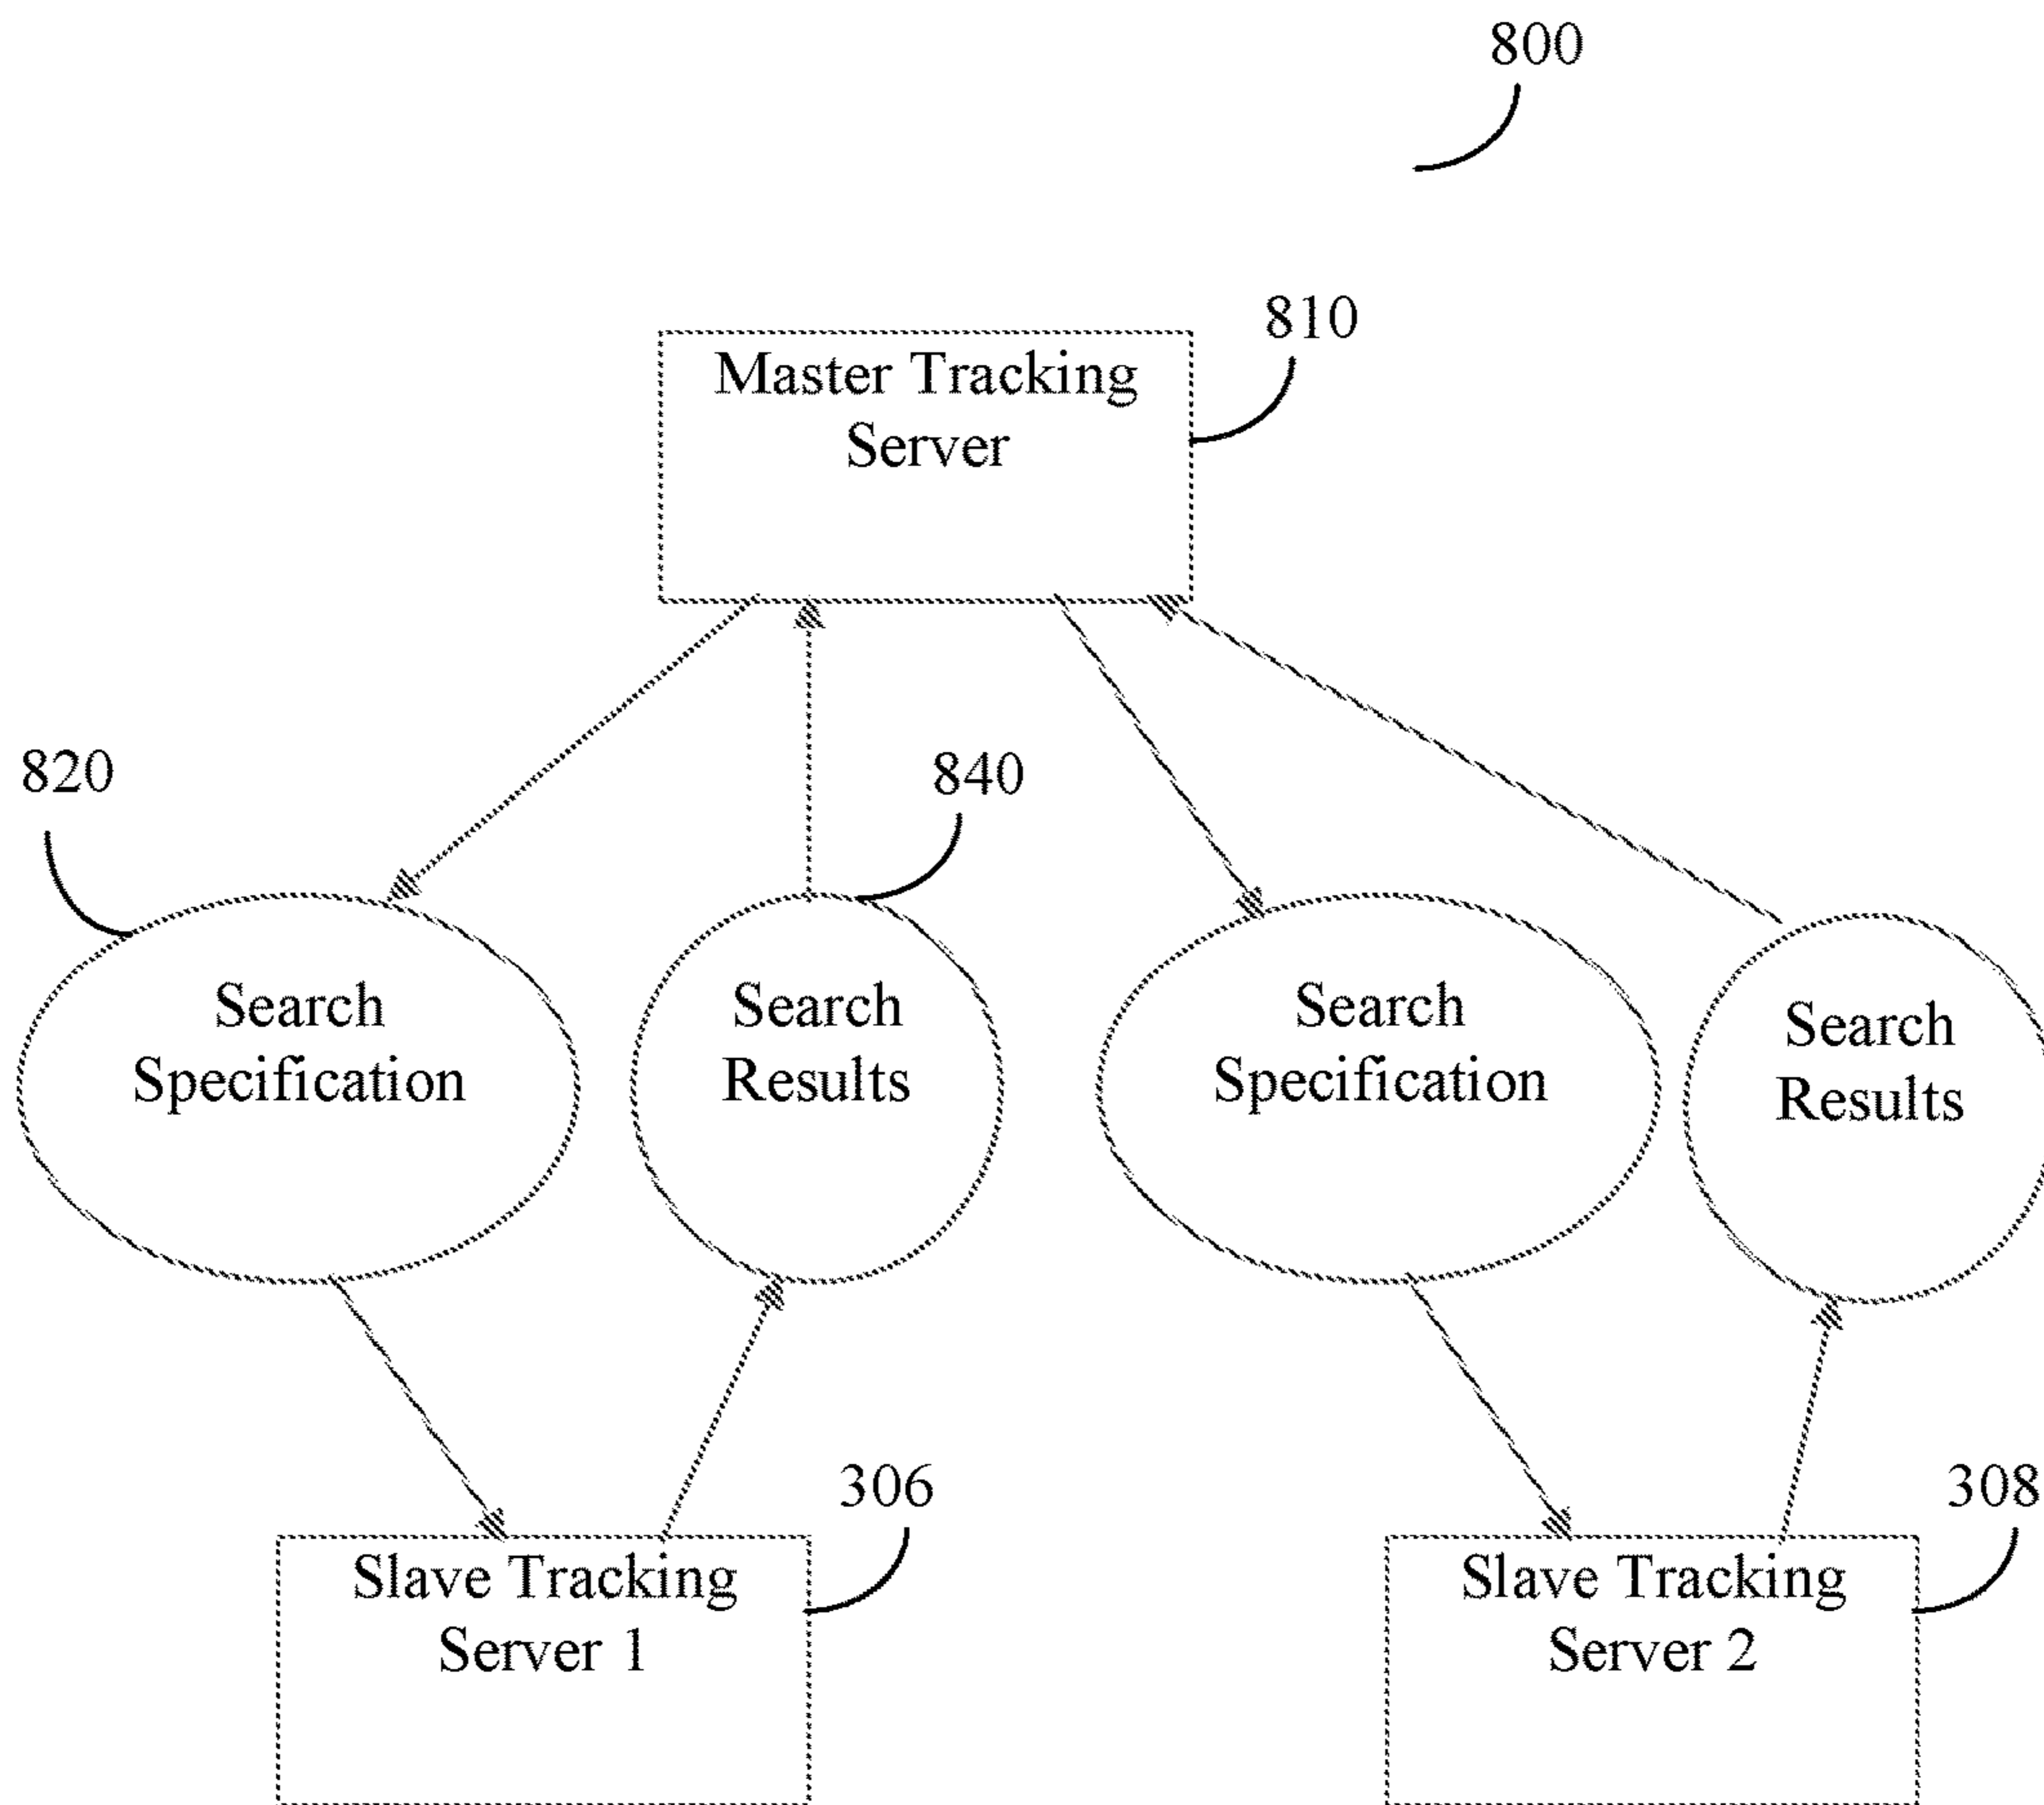 800
810
Master Tracking
Server
820
840
Search
Specification
Search
Results
Search
Specification
Search
Results
306
308
Slave Tracking
Server 1
Slave Tracking
Server 2